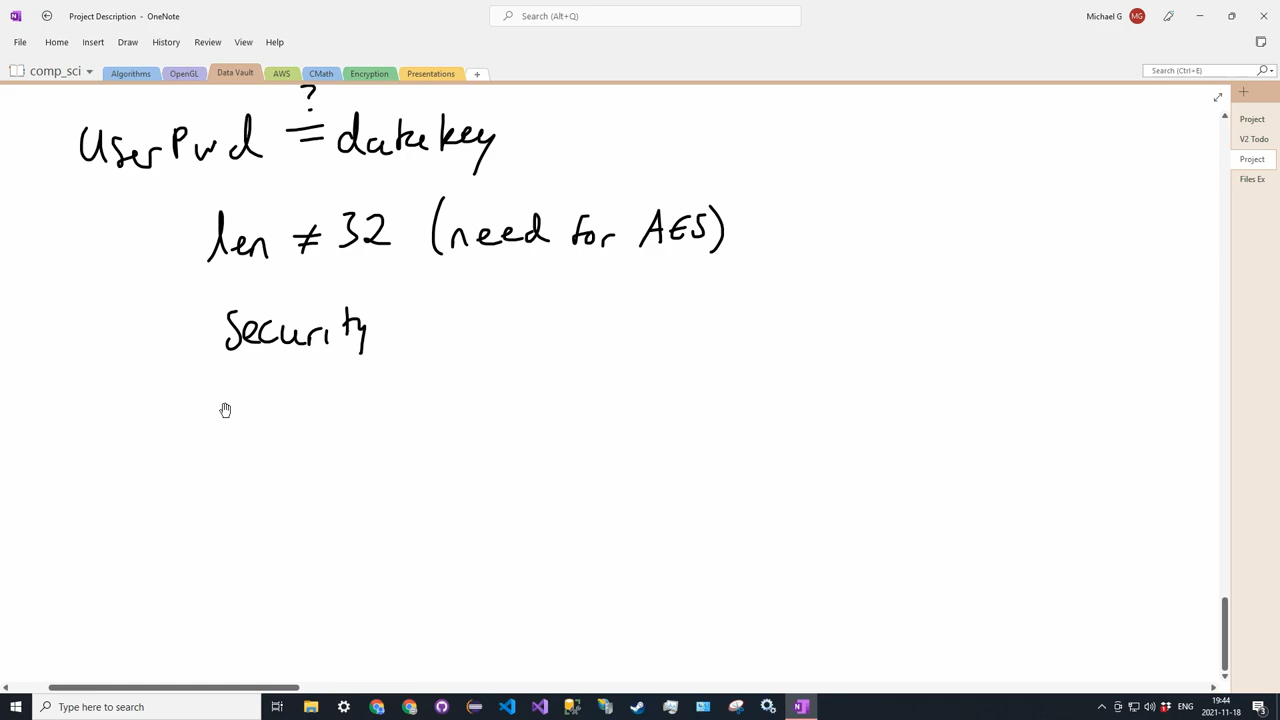 Project Description - OneNote
Search (Alt+Q)
Michael G
MG
File Home Insert Draw History Review View Help
comp_sci
Algorithms OpenGL Data Vault AWS CMath Encryption Presentations +
Search (Ctrl+E)
?
UserPwd = datakey
len ≠ 32 (need for AES)
Security
Project
V2 Todo
Project
Files Ex
Type here to search
ENG
19:44
2021-11-18